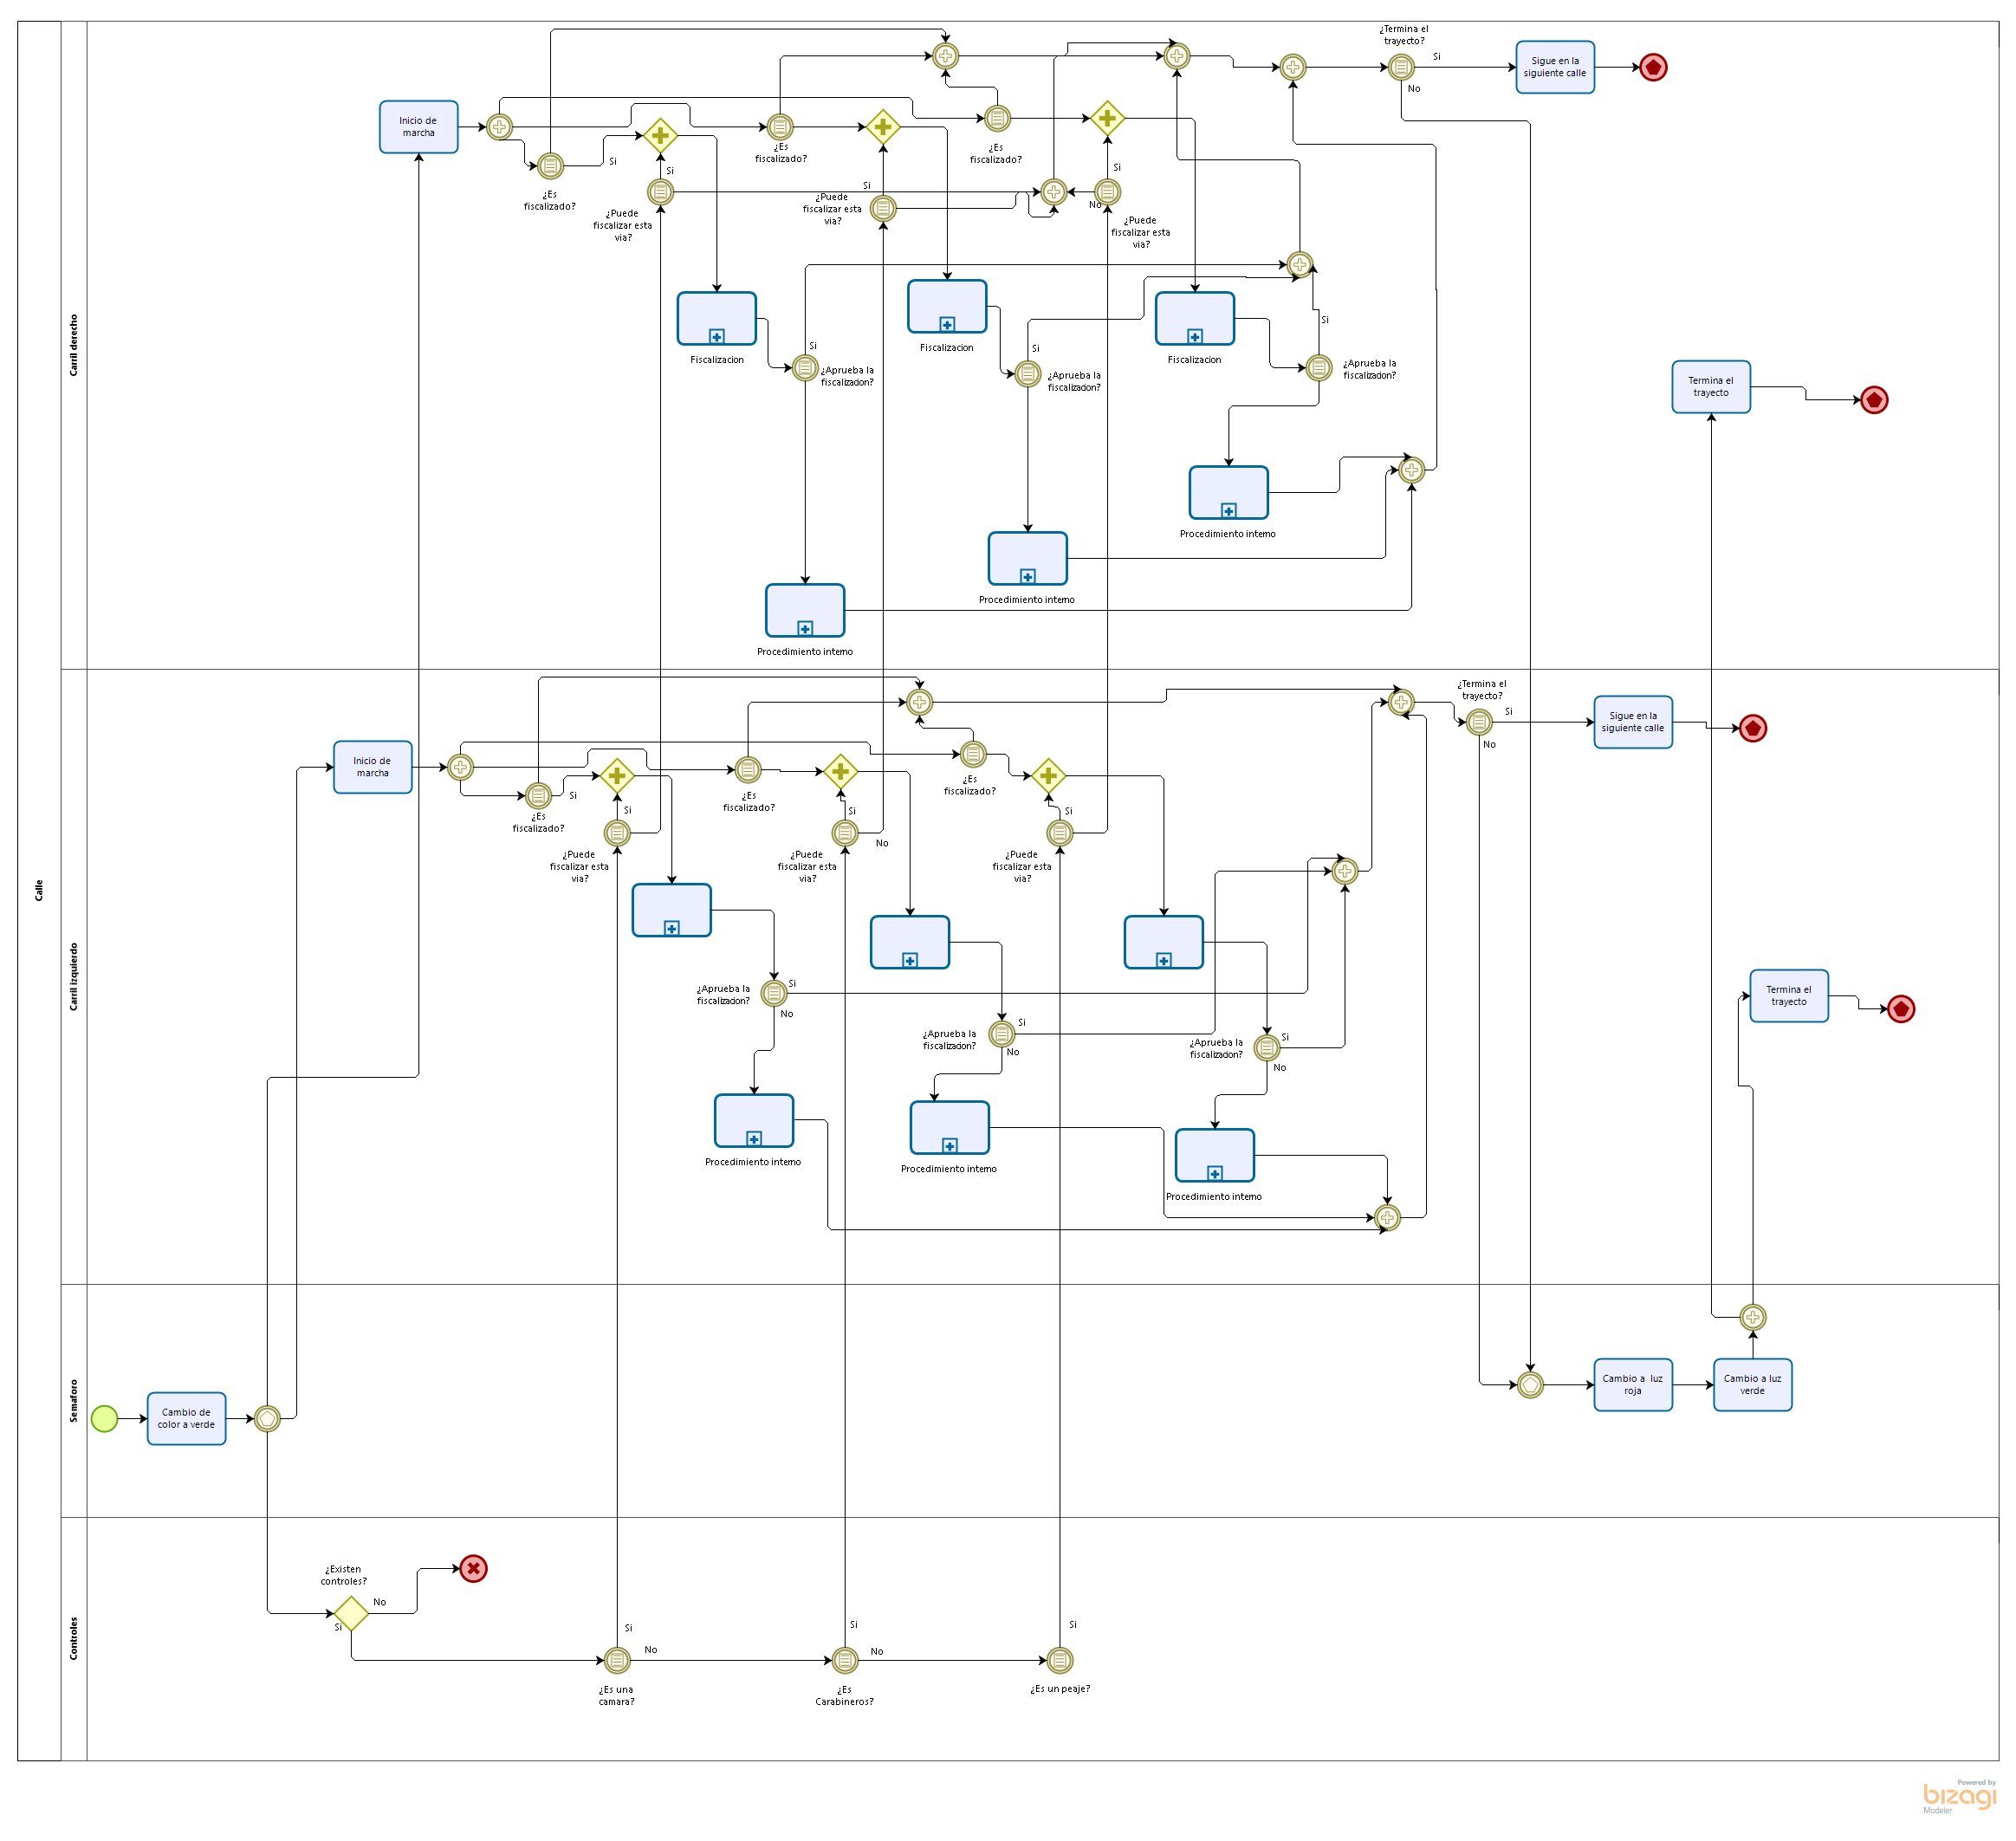 Calle
Carril derecho
¿Termina el
trayecto?
Si
No
Sigue en la
siguiente calle
Inicio de
marcha
¿Es
fiscalizado?
Si
Si
¿Puede
fiscalizar esta
via?
¿Es
fiscalizado?
Si
¿Puede
fiscalizar esta
via?
¿Es
fiscalizado?
Si
No
¿Puede
fiscalizar esta
via?
Fiscalizacion
Si
¿Aprueba la
fiscalizacion?
Fiscalizacion
Si
¿Aprueba la
fiscalizacion?
Fiscalizacion
Si
¿Aprueba la
fiscalizacion?
Termina el
trayecto
Procedimiento interno
Procedimiento interno
Procedimiento interno
Carril izquierdo
¿Termina el
trayecto?
Si
No
Sigue en la
siguiente calle
Inicio de
marcha
¿Es
fiscalizado?
Si
Si
¿Puede
fiscalizar esta
via?
¿Es
fiscalizado?
Si
No
¿Puede
fiscalizar esta
via?
¿Es
fiscalizado?
Si
¿Puede
fiscalizar esta
via?
¿Aprueba la
fiscalizacion?
Si
No
¿Aprueba la
fiscalizacion?
Si
No
¿Aprueba la
fiscalizacion?
Si
No
Termina el
trayecto
Procedimiento interno
Procedimiento interno
Procedimiento interno
Semaforo
Cambio de
color a verde
Cambio a luz
roja
Cambio a luz
verde
Controles
¿Existen
controles?
No
Si
Si
No
¿Es una
camara?
Si
No
¿Es
Carabineros?
Si
¿Es un peaje?
Powered by
bizagi
Modeler